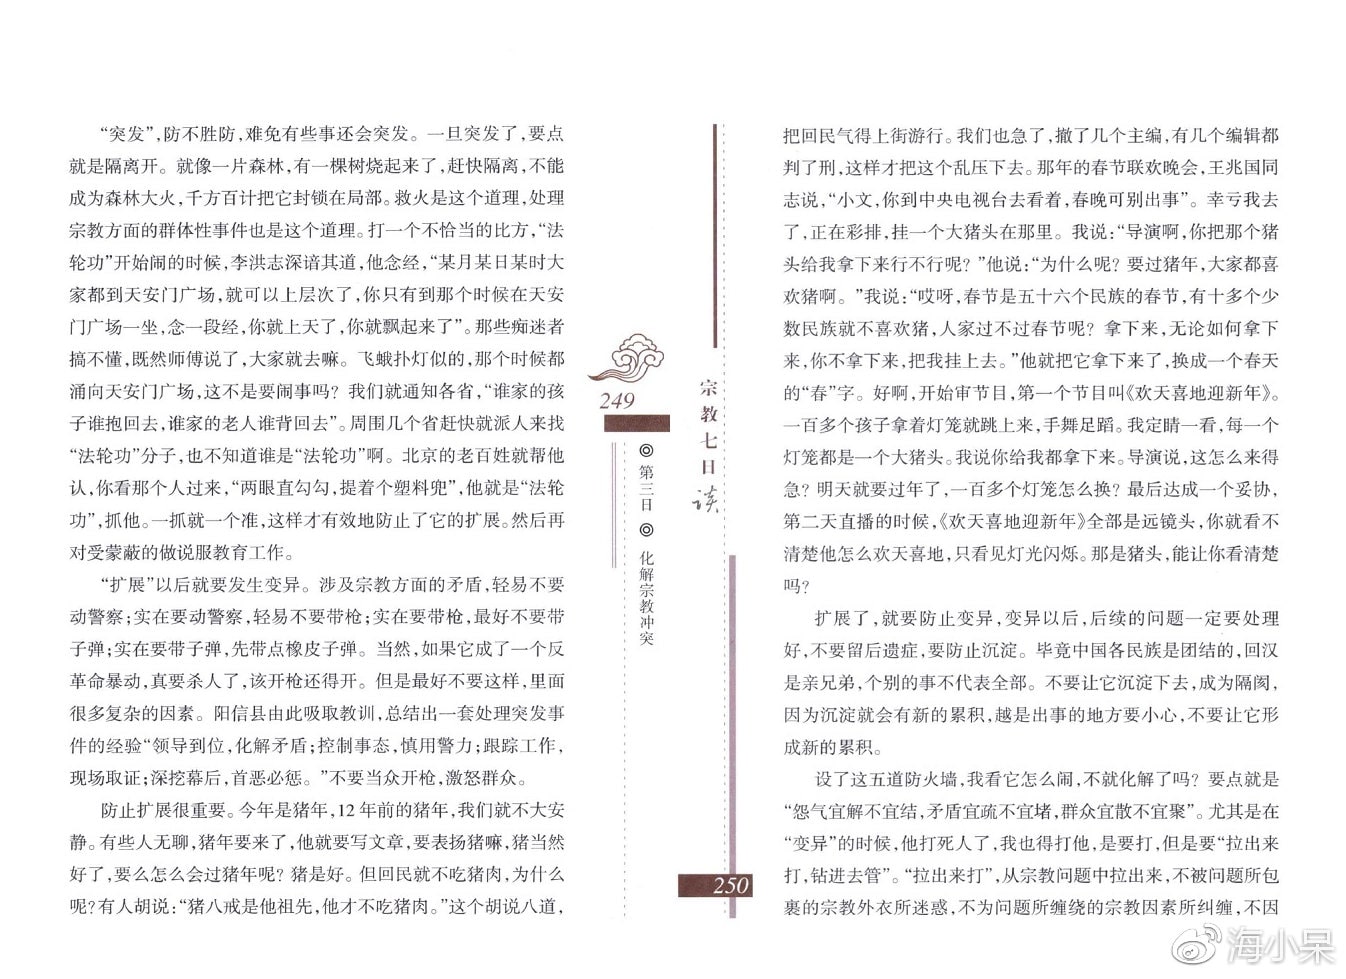 “突发”，防不胜防，难免有些事还会突发。一旦突发了，要点
就是隔离开。就像一片森林，有一棵树烧起来了，赶快隔离，不能
成为森林大火，千方百计把它封锁在局部。救火是这个道理，处理
宗教方面的群体性事件也是这个道理。打一个不恰当的比方，“法
轮功”开始闹的时候，李洪志深谙其道，他念经，“某月某日某时大
家都到天安门广场，就可以上层次了，你只有到那个时候在天安
门广场一坐，念一段经，你就上天了，你就飘起来了”。那些痴迷者
搞不懂，既然师傅说了，大家就去嘛。飞蛾扑灯似的，那个时候都
涌向天安门广场，这不是要闹事吗？我们就通知各省，“谁家的孩
子谁抱回去，谁家的老人谁背回去”。周围几个省赶快就派人来找
“法轮功”分子，也不知道谁是“法轮功”啊。北京的老百姓就帮他
认，你看那个人过来，“两眼直勾勾，提着个塑料兜”，他就是“法轮
功”，抓他。一抓就一个准，这样才有效地防止了它的扩展。然后再
对受蒙蔽的做说服教育工作。
“扩展”以后就要发生变异。涉及宗教方面的矛盾，轻易不要
动警察；实在要动警察，轻易不要带枪；实在要带枪，最好不要带
子弹；实在要带子弹，先带点橡皮子弹。当然，如果它成了一个反
革命暴动，真要杀人了，该开枪还得开。但是最好不要这样，里面
很多复杂的因素。阳信县由此吸取教训，总结出一套处理突发事
件的经验“领导到位，化解矛盾；控制事态，慎用警力；跟踪工作，
现场取证；深挖幕后，首恶必惩。”不要当众开枪，激怒群众。
防止扩展很重要。今年是猪年，12年前的猪年，我们就不大安
静。有些人无聊，猪年要来了，他就要写文章，要表扬猪嘛，猪当然
好了，要么怎么会过猪年呢？猪是好。但回民就不吃猪肉，为什么
呢？有人胡说：“猪八戒是他祖先，他才不吃猪肉。”这个胡说八道，
249
◎第三日◎化解宗教冲突
宗教七日谈
250
把回民气得上街游行。我们也急了，撤了几个主编，有几个编辑都
判了刑，这样才把这个乱压下去。那年的春节联欢晚会，王兆国同
志说，“小文，你到中央电视台去看着，春晚可别出事”。幸亏我去
了，正在彩排，挂一个大猪头在那里。我说：“导演啊，你把那个猪
头给我拿下来行不行呢？”他说：“为什么呢？要过猪年，大家都喜
欢猪啊。”我说：“哎呀，春节是五十六个民族的春节，有十多个少
数民族就不喜欢猪，人家过不过春节呢？拿下来，无论如何拿下
来，你不拿下来，把我挂上去。”他就把它拿下来了，换成一个春天
的“春”字。好啊，开始审节目，第一个节目叫《欢天喜地迎新年》。
一百多个孩子拿着灯笼就跳上来，手舞足蹈。我定睛一看，每一个
灯笼都是一个大猪头。我说你给我都拿下来。导演说，这怎么来得
急？明天就要过年了，一百多个灯笼怎么换？最后达成一个妥协，
第二天直播的时候，《欢天喜地迎新年》全部是远镜头，你就看不
清楚他怎么欢天喜地，只看见灯光闪烁。那是猪头，能让你看清楚
吗？
扩展了，就要防止变异，变异以后，后续的问题一定要处理
好，不要留后遗症，要防止沉淀。毕竟中国各民族是团结的，回汉
是亲兄弟，个别的事不代表全部。不要让它沉淀下去，成为隔阂，
因为沉淀就会有新的累积，越是出事的地方要小心，不要让它形
成新的累积。
设了这五道防火墙，我看它怎么闹，不就化解了吗？要点就是
“怨气宜解不宜结，矛盾宜疏不宜堵，群众宜散不宜聚”。尤其是在
“变异”的时候，他打死人了，我也得打他，是要打，但是要“拉出来
打，钻进去管”。“拉出来打”，从宗教问题中拉出来，不被问题所包
裹的宗教外衣所迷惑，不为问题所缠绕的宗教因素所纠缠，不因
海小呆